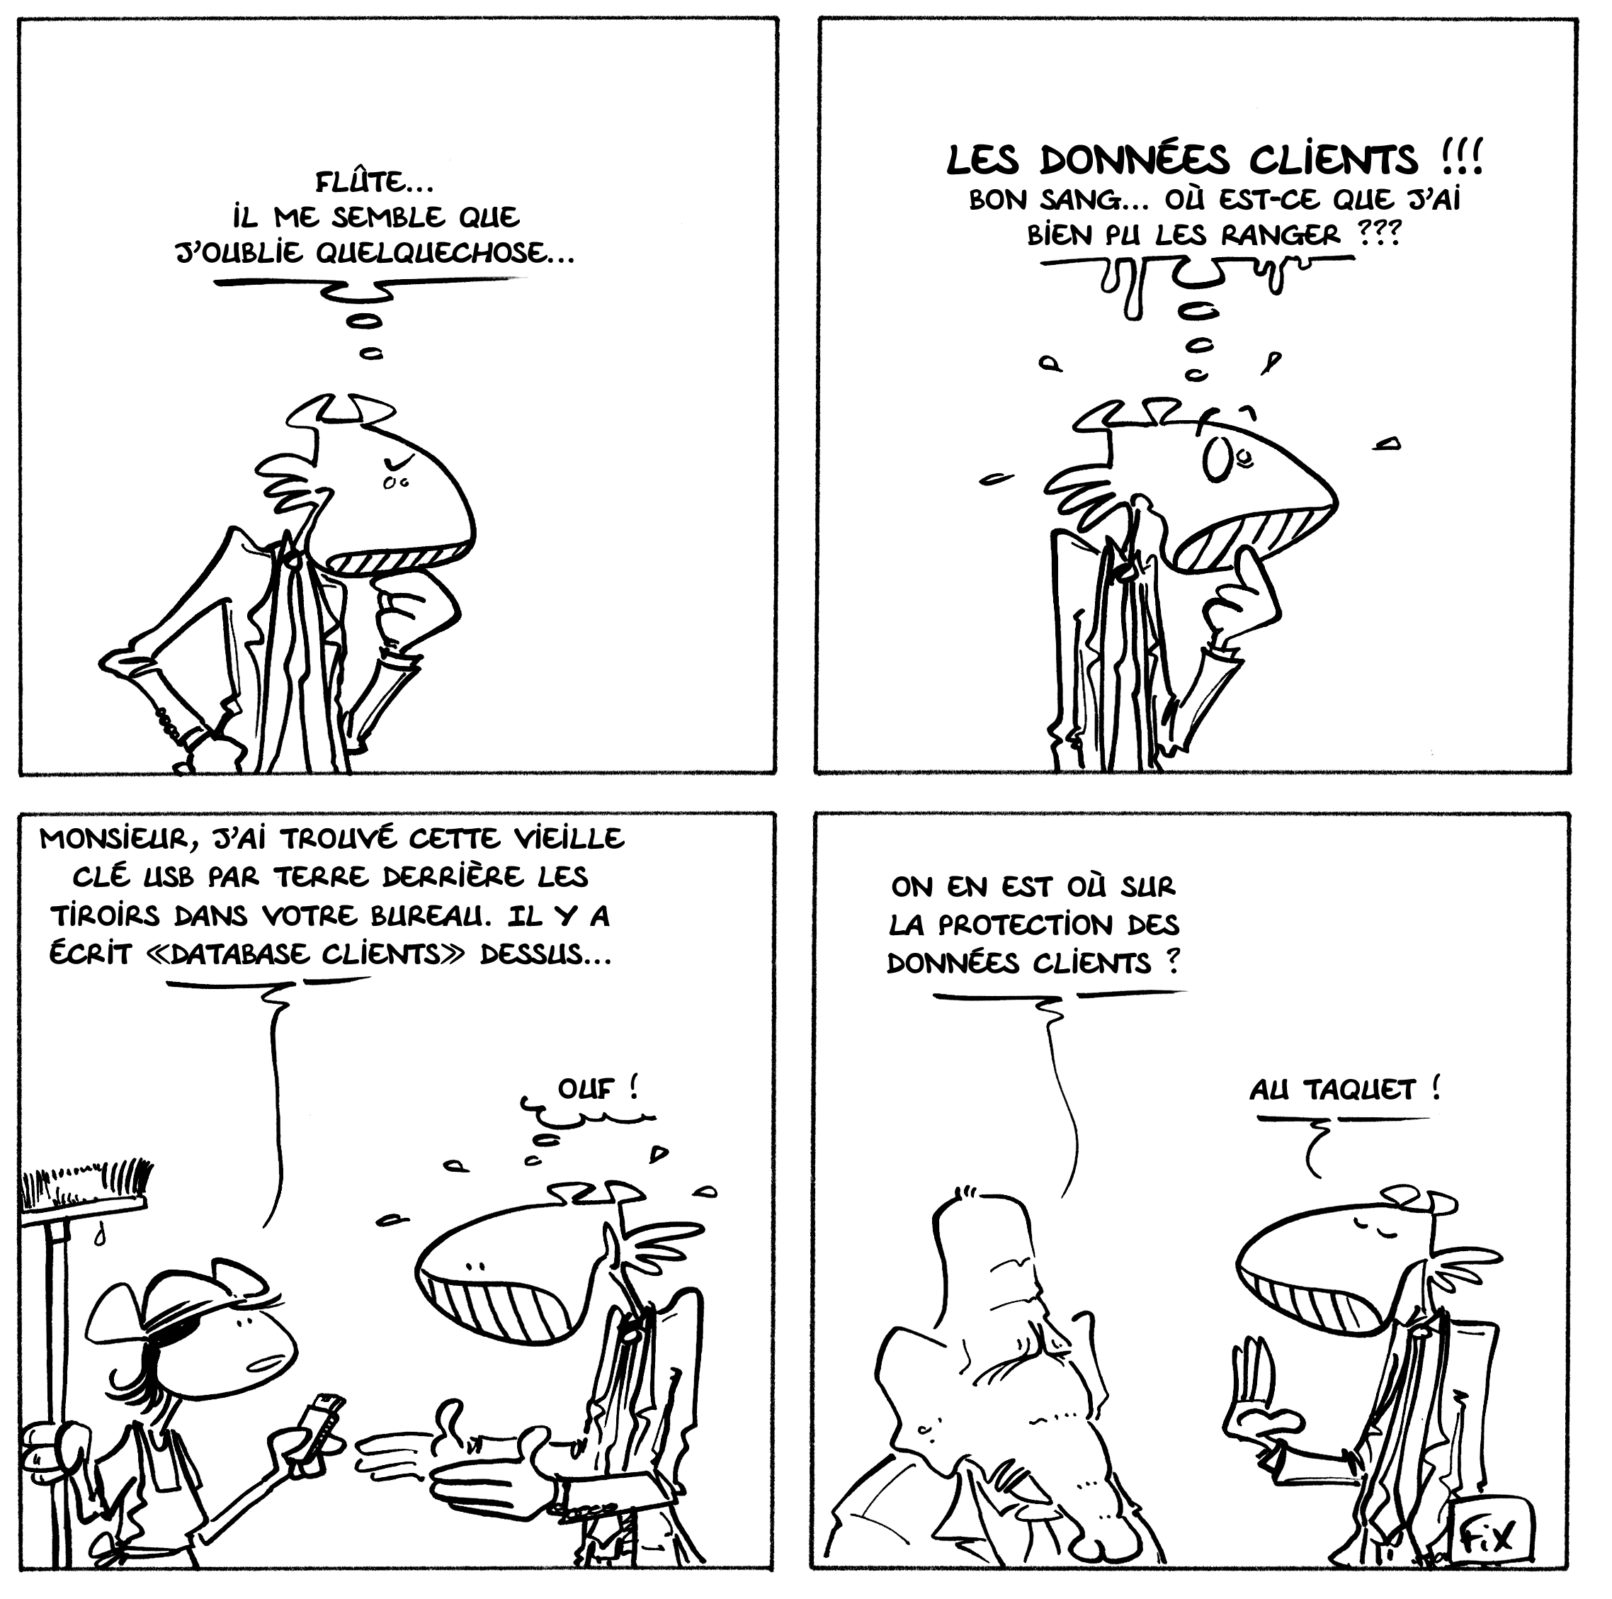 FLÛTE...
IL ME SEMBLE QUE
J'OUBLIE QUELQUECHOSE...
LES DONNÉES CLIENTS !!!
BON SANG... OÙ EST-CE QUE J'AI
BIEN PU LES RANGER ???
MONSIEUR, J'AI TROUVÉ CETTE VIEILLE
CLÉ USB PAR TERRE DERRIÈRE LES
TIROIRS DANS VOTRE BUREAU. IL Y A
ÉCRIT «DATABASE CLIENTS» DESSUS...
OUF !
ON EN EST OÙ SUR
LA PROTECTION DES
DONNÉES CLIENTS ?
AU TAQUET !
FiX